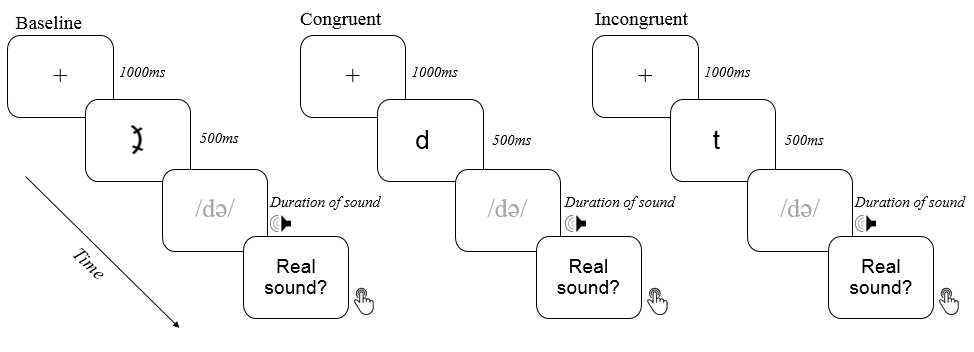 Baseline
+
1000ms
500ms
/də/
Duration of sound
Real
sound?
Congruent
+
1000ms
d
500ms
/də/
Duration of sound
Real
sound?
Incongruent
+
1000ms
t
500ms
/də/
Duration of sound
Real
sound?
Time